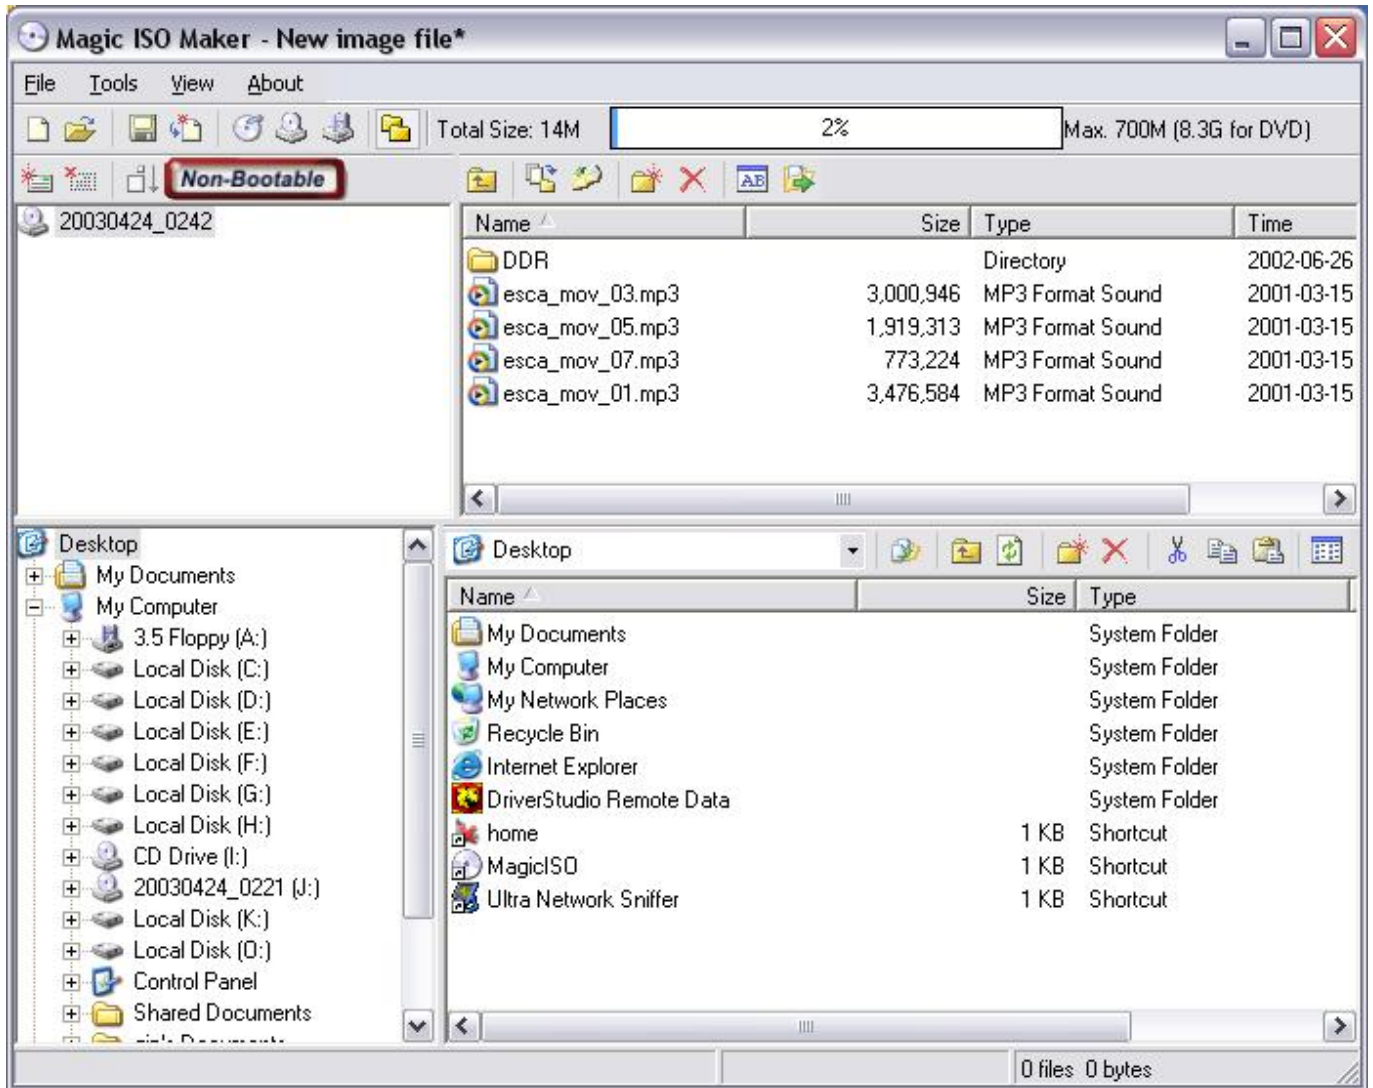 Magic ISO Maker - New image file*
File Tools View About
Total Size: 14M 2% Max. 700M (8.3G for DVD)
Non-Bootable
AB
20030424_0242
Name Size Type Time
DDR Directory 2002-06-26
esca_mov_03.mp3 3,000,946 MP3 Format Sound 2001-03-15
esca_mov_05.mp3 1,919,313 MP3 Format Sound 2001-03-15
esca_mov_07.mp3 773,224 MP3 Format Sound 2001-03-15
esca_mov_01.mp3 3,476,584 MP3 Format Sound 2001-03-15
Desktop
My Documents
My Computer
3.5 Floppy (A:)
Local Disk (C:)
Local Disk (D:)
Local Disk (E:)
Local Disk (F:)
Local Disk (G:)
Local Disk (H:)
CD Drive (I:)
20030424_0221 (J:)
Local Disk (K:)
Local Disk (O:)
Control Panel
Shared Documents
Desktop
Name Size Type
My Documents System Folder
My Computer System Folder
My Network Places System Folder
Recycle Bin System Folder
Internet Explorer System Folder
DriverStudio Remote Data System Folder
home 1 KB Shortcut
MagicISO 1 KB Shortcut
Ultra Network Sniffer 1 KB Shortcut
0 files 0 bytes